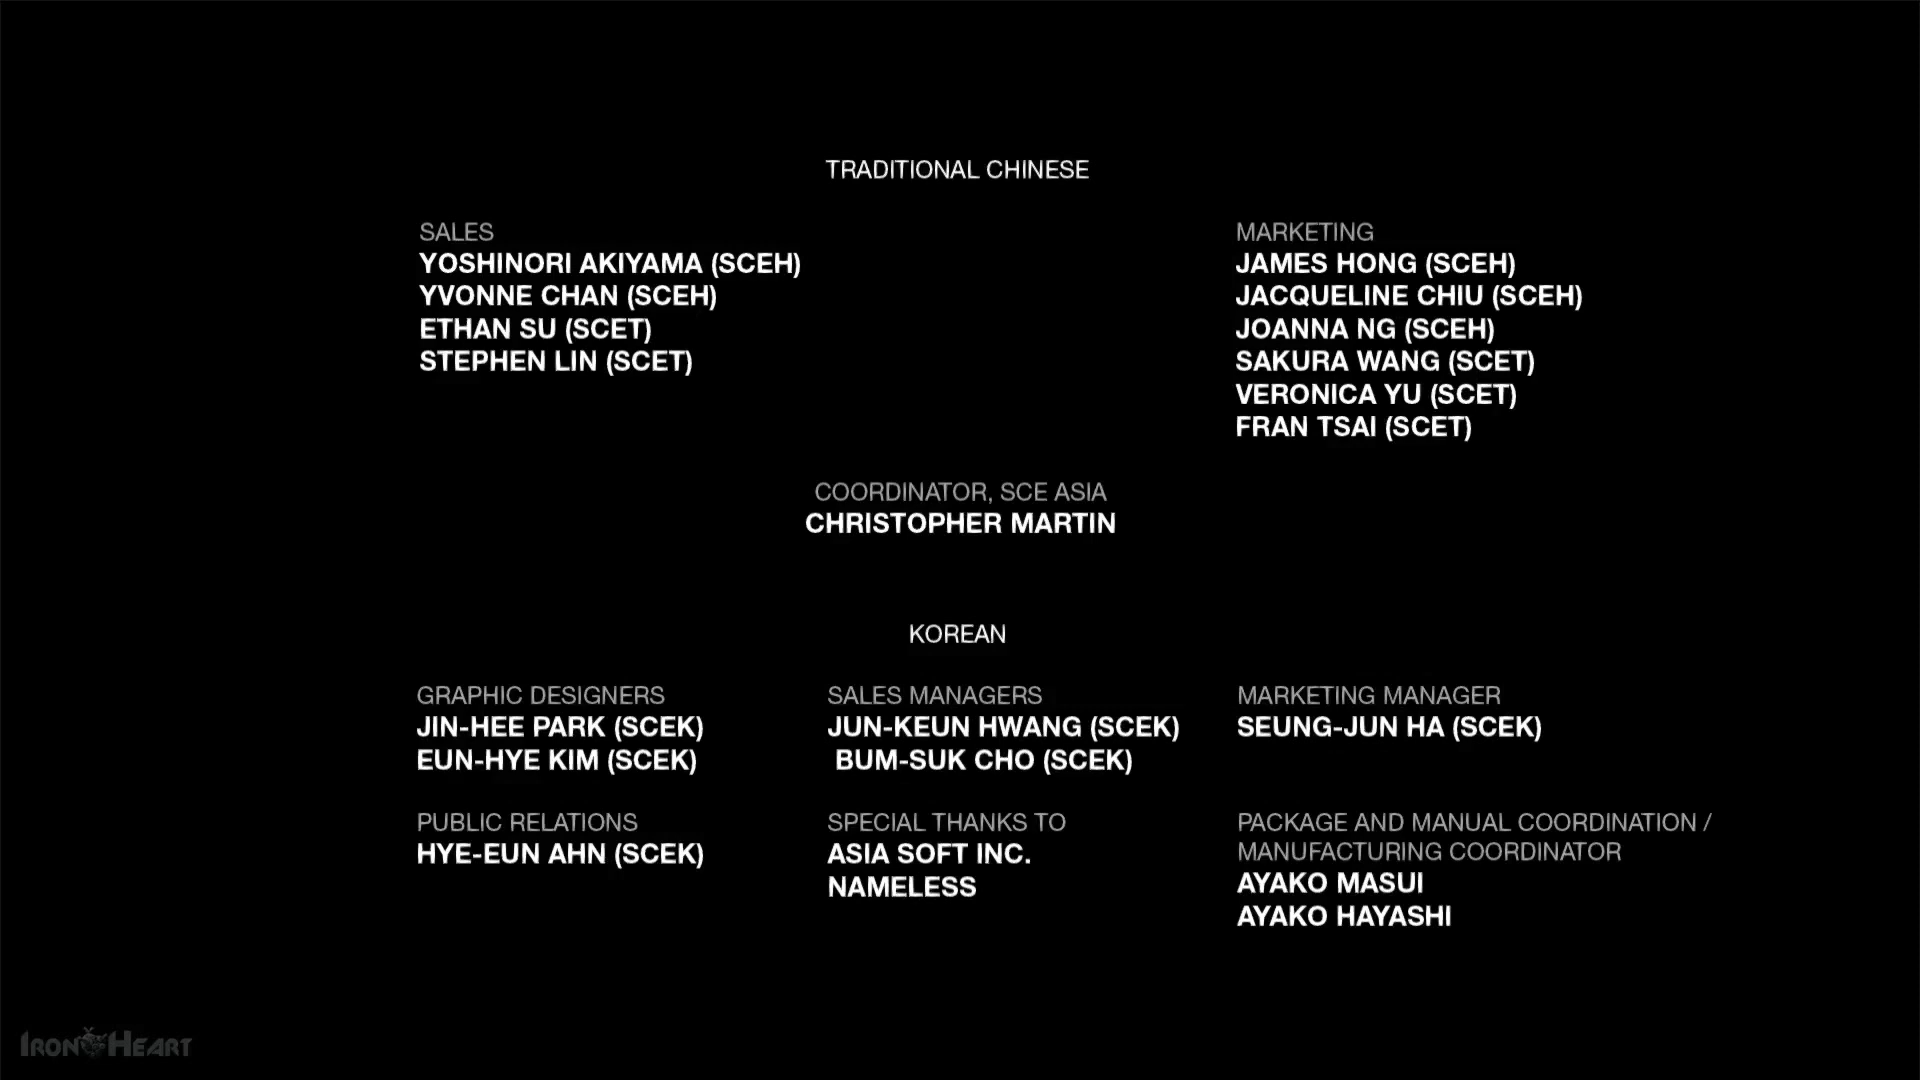 TRADITIONAL CHINESE
SALES
YOSHINORI AKIYAMA (SCEH)
YVONNE CHAN (SCEH)
ETHAN SU (SCET)
STEPHEN LIN (SCET)
MARKETING
JAMES HONG (SCEH)
JACQUELINE CHIU (SCEH)
JOANNA NG (SCEH)
SAKURA WANG (SCET)
VERONICA YU (SCET)
FRAN TSAI (SCET)
COORDINATOR, SCE ASIA
CHRISTOPHER MARTIN
KOREAN
GRAPHIC DESIGNERS
JIN-HEE PARK (SCEK)
EUN-HYE KIM (SCEK)
SALES MANAGERS
JUN-KEUN HWANG (SCEK)
BUM-SUK CHO (SCEK)
MARKETING MANAGER
SEUNG-JUN HA (SCEK)
PUBLIC RELATIONS
HYE-EUN AHN (SCEK)
SPECIAL THANKS TO
ASIA SOFT INC.
NAMELESS
PACKAGE AND MANUAL COORDINATION /
MANUFACTURING COORDINATOR
AYAKO MASUI
AYAKO HAYASHI
IRON HEART